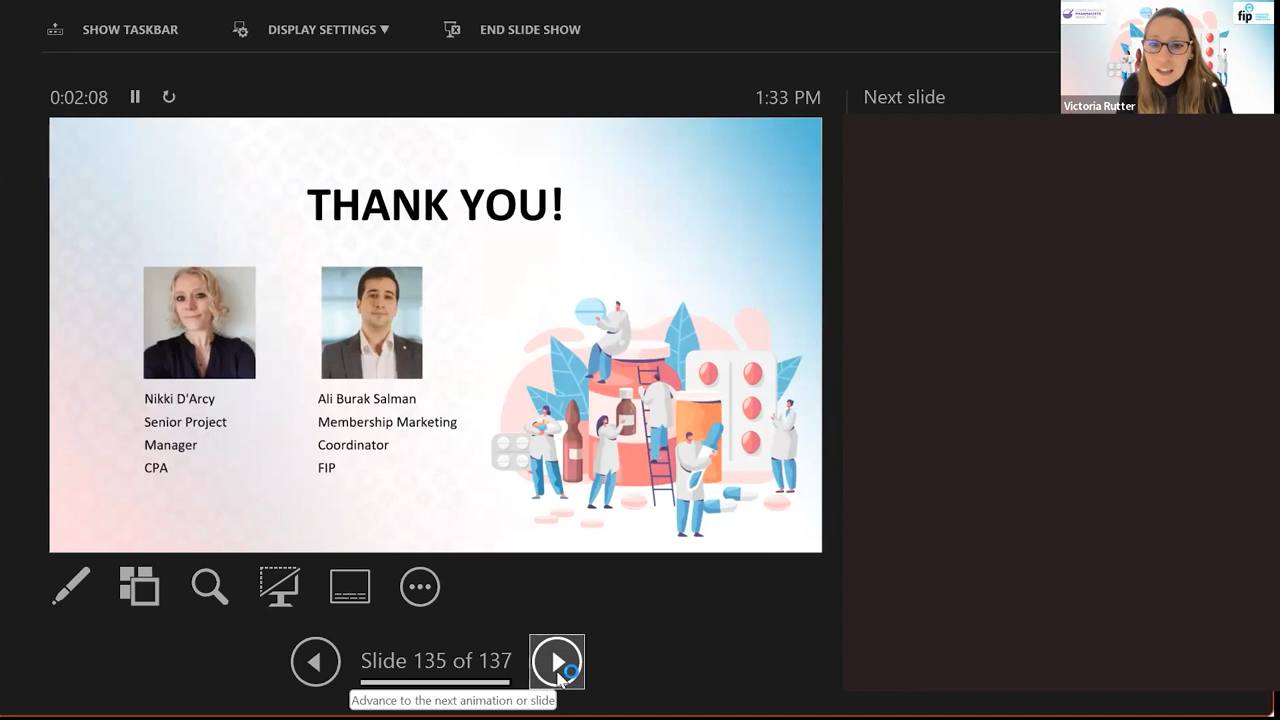 SHOW TASKBAR
DISPLAY SETTINGS ▼
END SLIDE SHOW
0:02:08
1:33 PM
Next slide
fip
Victoria Rutter
THANK YOU!
Nikki D'Arcy
Senior Project
Manager
CPA
Ali Burak Salman
Membership Marketing
Coordinator
FIP
Slide 135 of 137
Advance to the next animation or slide